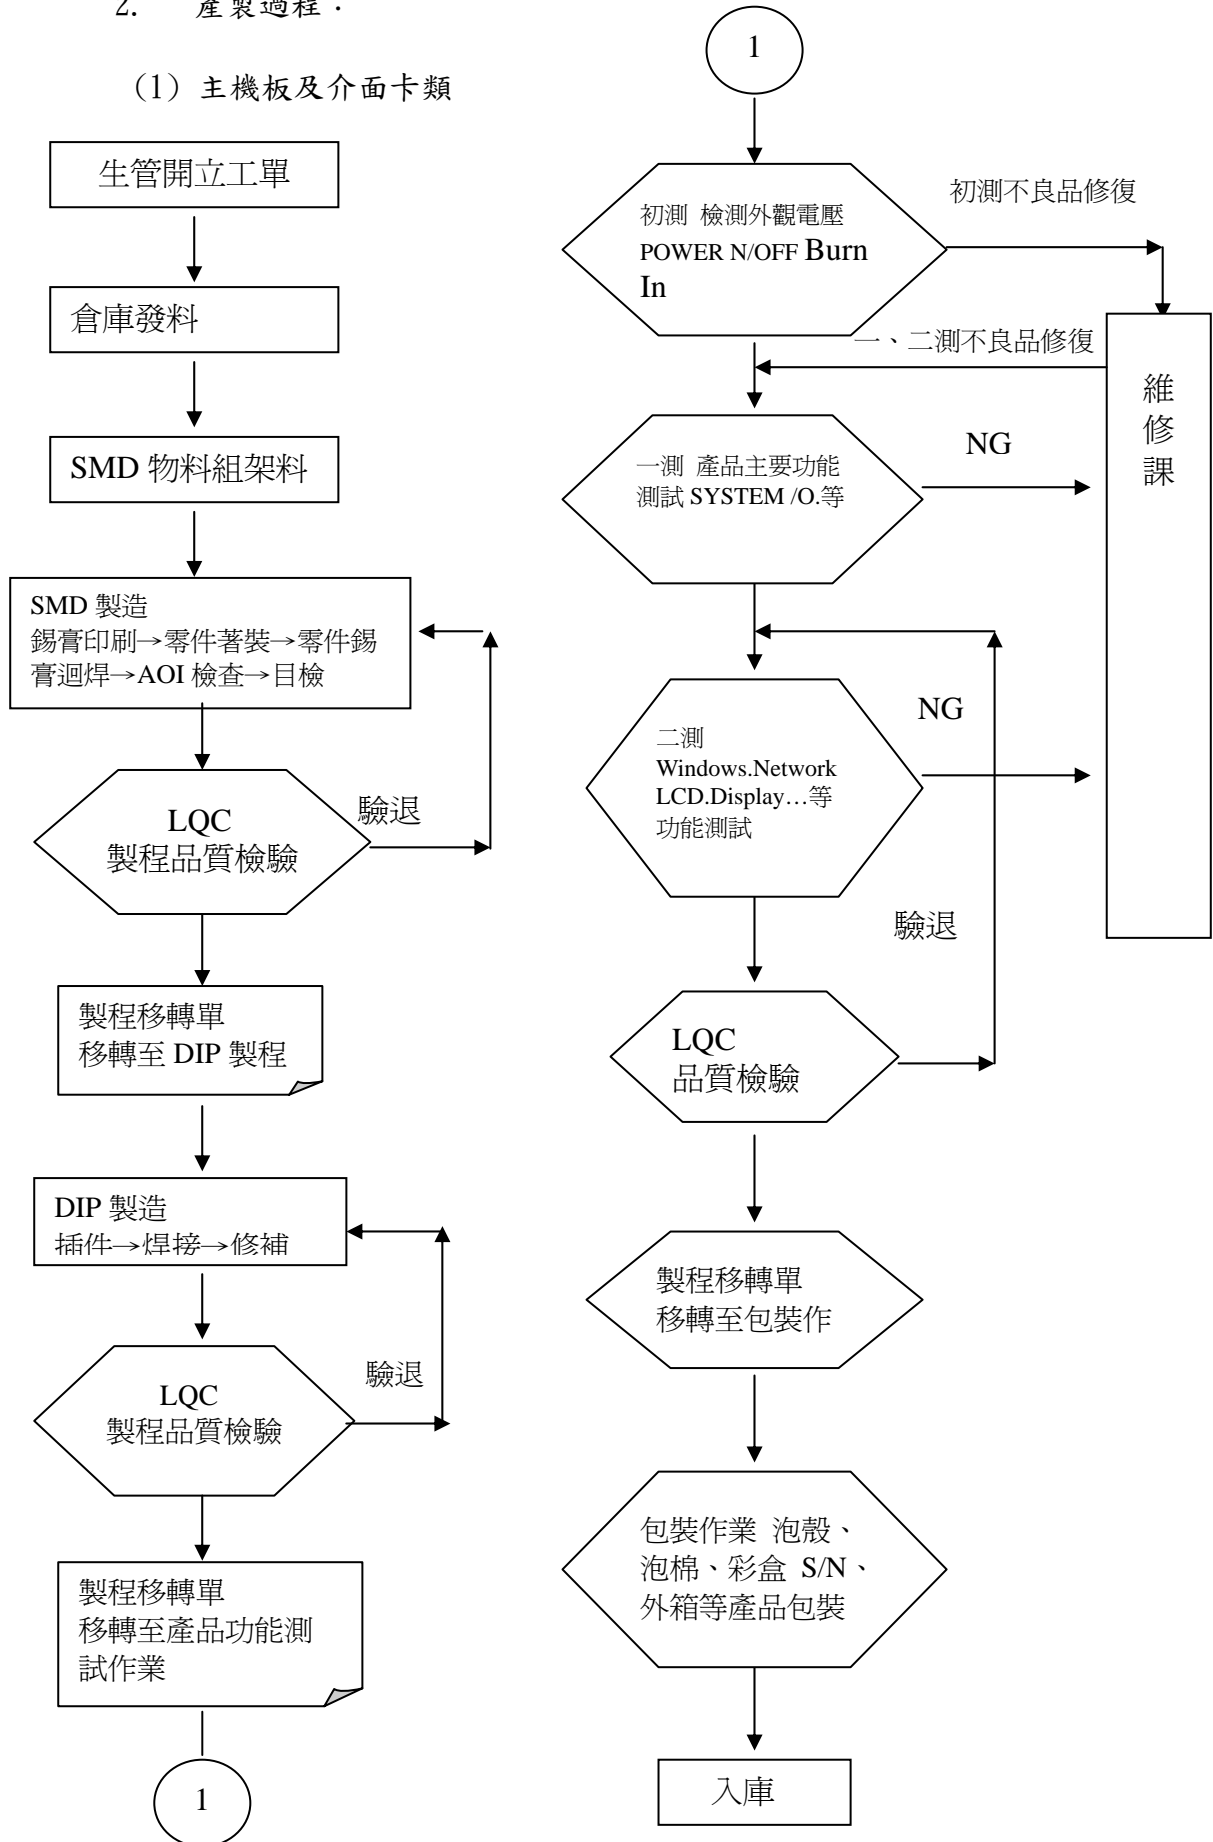 2. 產製過程：
(1) 主機板及介面卡類
生管開立工單
倉庫發料
SMD 物料組架料
SMD 製造
錫膏印刷→零件著裝→零件錫
膏迴焊→AOI 檢查→目檢
LQC
製程品質檢驗
驗退
製程移轉單
移轉至 DIP 製程
DIP 製造
插件→焊接→修補
LQC
製程品質檢驗
驗退
製程移轉單
移轉至產品功能測
試作業
1
1
初測 檢測外觀電壓
POWER N/OFF Burn
In
初測不良品修復
一、二測不良品修復
維
修
課
一測 產品主要功能
測試 SYSTEM /O.等
NG
二測
Windows.Network
LCD.Display…等
功能測試
NG
驗退
LQC
品質檢驗
製程移轉單
移轉至包裝作
包裝作業 泡殼、
泡棉、彩盒 S/N、
外箱等產品包裝
入庫